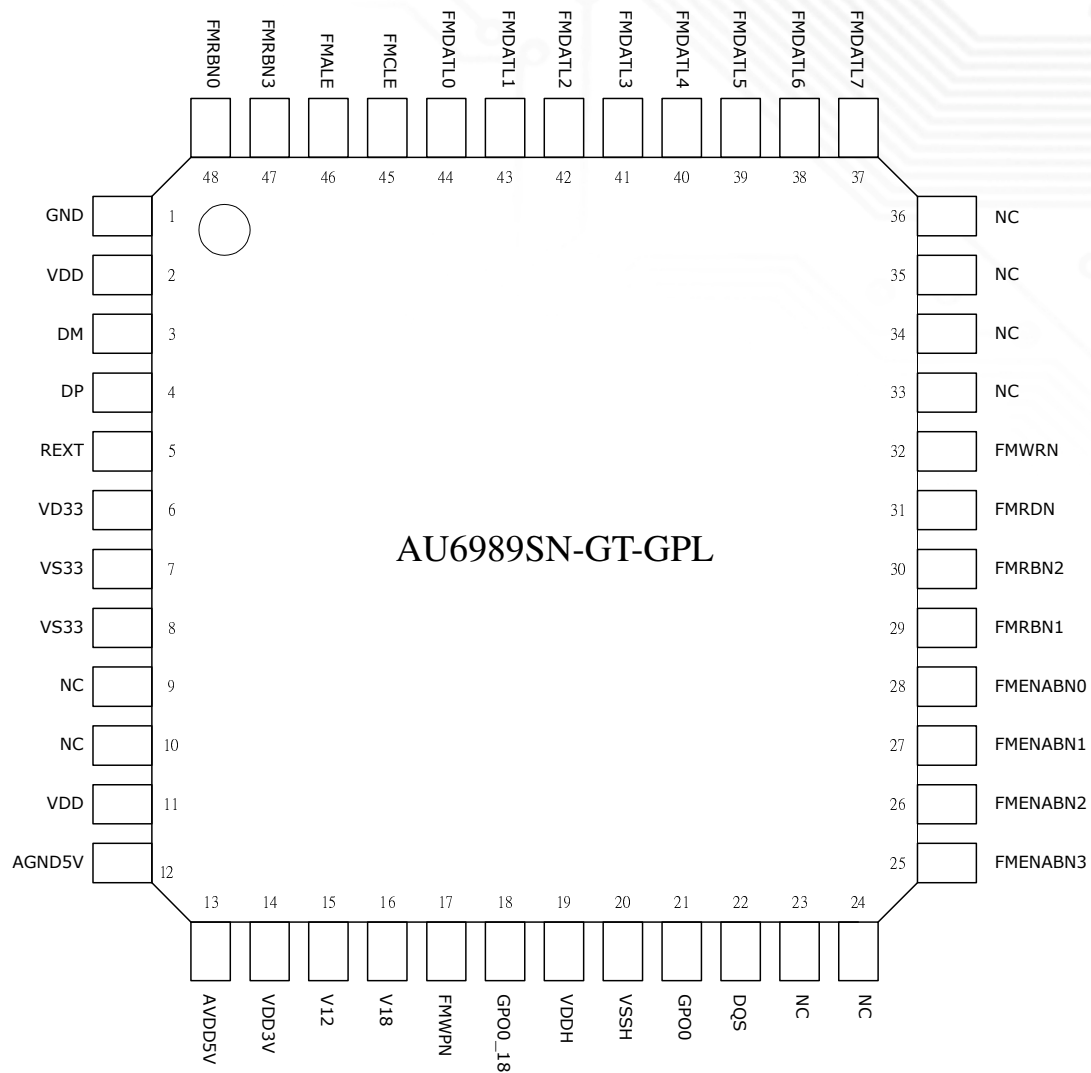 FMRBN0 FMRBN3 FMALE FMCLE FMDATL0 FMDATL1 FMDATL2 FMDATL3 FMDATL4 FMDATL5 FMDATL6 FMDATL7
48 47 46 45 44 43 42 41 40 39 38 37
GND 1 36 NC
VDD 2 35 NC
DM 3 34 NC
DP 4 33 NC
REXT 5 32 FMWRN
VD33 6 31 FMRDN
AU6989SN-GT-GPL
VS33 7 30 FMRBN2
VS33 8 29 FMRBN1
NC 9 28 FMENABN0
NC 10 27 FMENABN1
VDD 11 26 FMENABN2
AGND5V 12 25 FMENABN3
13 14 15 16 17 18 19 20 21 22 23 24
AVDD5V VDD3V V12 V18 FMWPN GPO0_18 VDDH VSSH GPO0 DQS NC NC